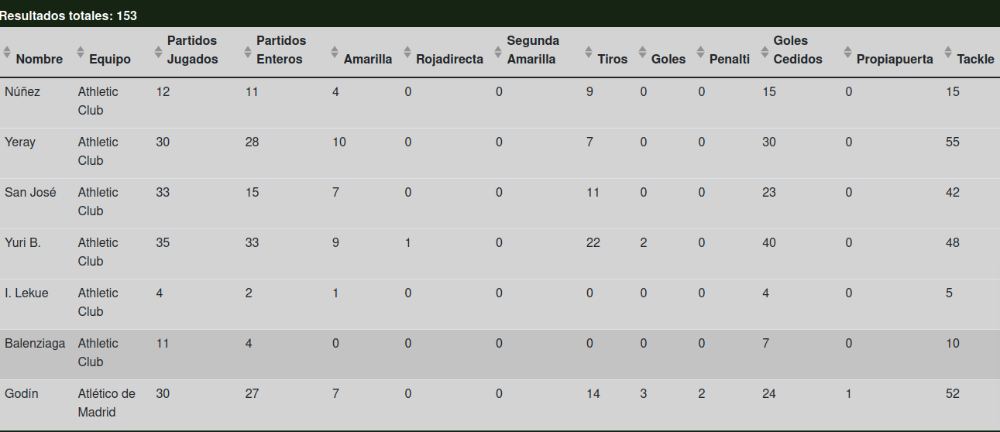 Resultados totales: 153
Nombre Equipo Partidos Jugados Partidos Enteros Amarilla Rojadirecta Segunda Amarilla Tiros Goles Penalti Goles Cedidos Propiapuerta Tackle
Núñez Athletic Club 12 11 4 0 0 9 0 0 15 0 15
Yeray Athletic Club 30 28 10 0 0 7 0 0 30 0 55
San José Athletic Club 33 15 7 0 0 11 0 0 23 0 42
Yuri B. Athletic Club 35 33 9 1 0 22 2 0 40 0 48
I. Lekue Athletic Club 4 2 1 0 0 0 0 0 4 0 5
Balenziaga Athletic Club 11 4 0 0 0 0 0 0 7 0 10
Godín Atlético de Madrid 30 27 7 0 0 14 3 2 24 1 52